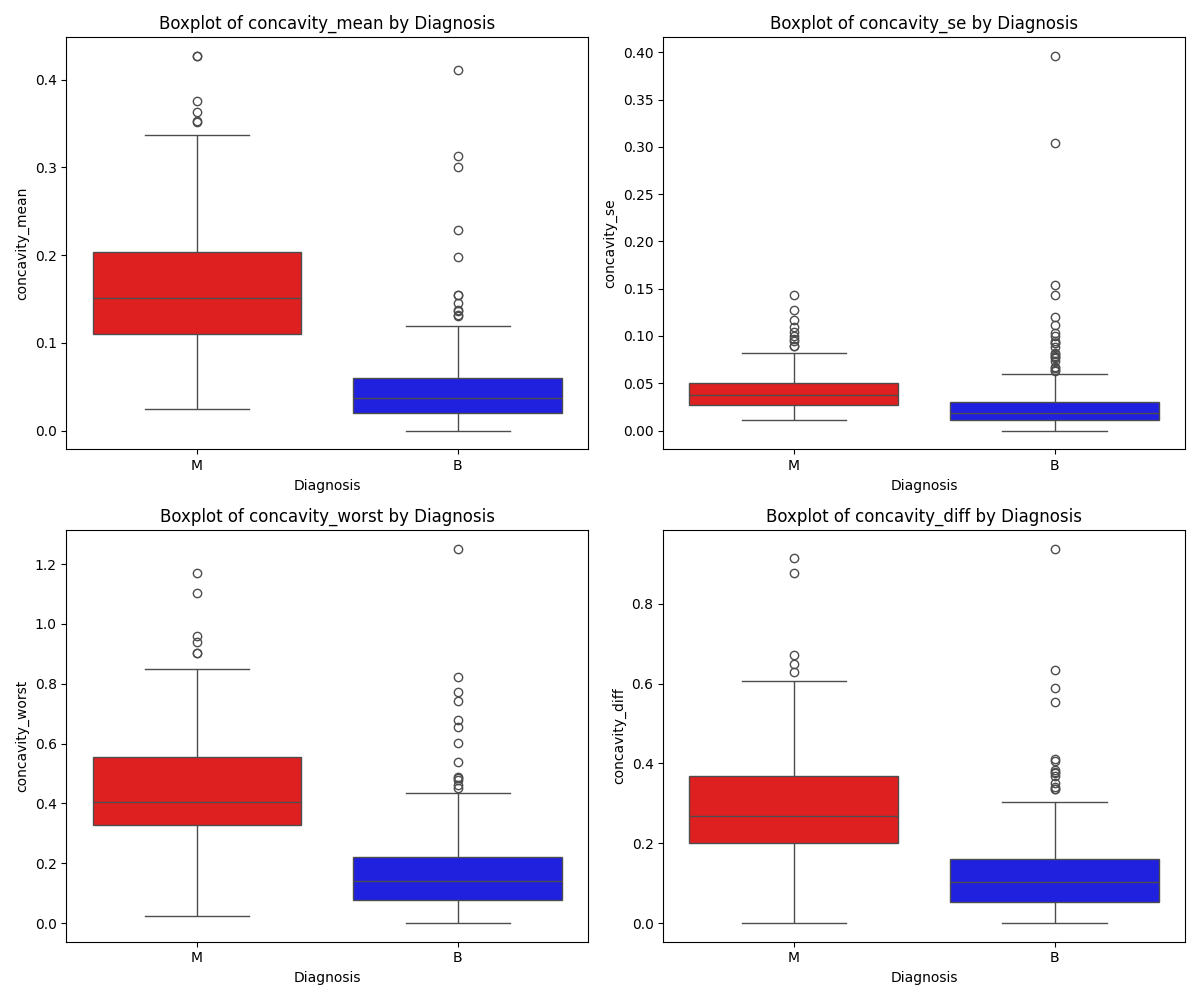 Boxplot of concavity_mean by Diagnosis
concavity_mean
0.4
0.3
0.2
0.1
0.0
M
B
Diagnosis
Boxplot of concavity_se by Diagnosis
concavity_se
0.40
0.35
0.30
0.25
0.20
0.15
0.10
0.05
0.00
M
B
Diagnosis
Boxplot of concavity_worst by Diagnosis
concavity_worst
1.2
1.0
0.8
0.6
0.4
0.2
0.0
M
B
Diagnosis
Boxplot of concavity_diff by Diagnosis
concavity_diff
0.8
0.6
0.4
0.2
0.0
M
B
Diagnosis